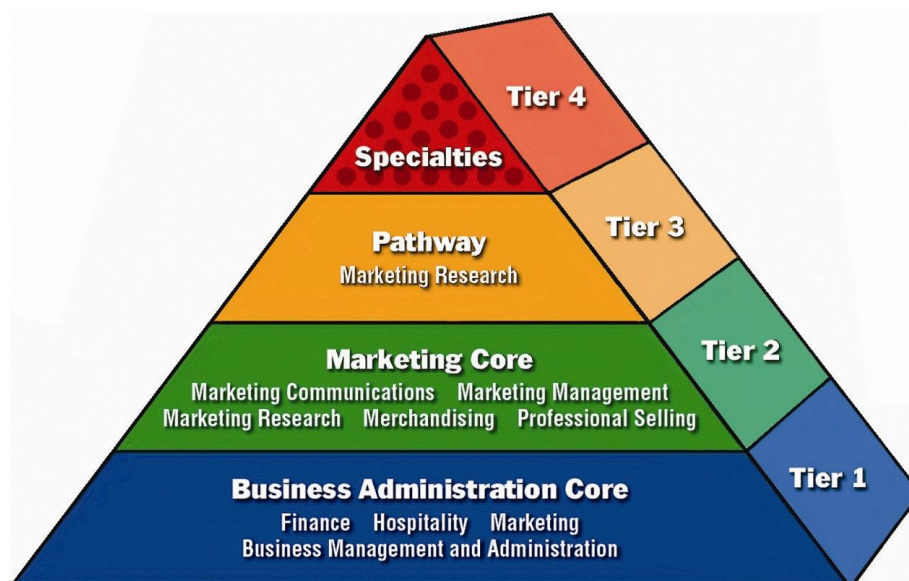 Tier 4
Specialties
Tier 3
Pathway
Marketing Research
Tier 2
Marketing Core
Marketing Communications Marketing Management
Marketing Research Merchandising Professional Selling
Tier 1
Business Administration Core
Finance Hospitality Marketing
Business Management and Administration